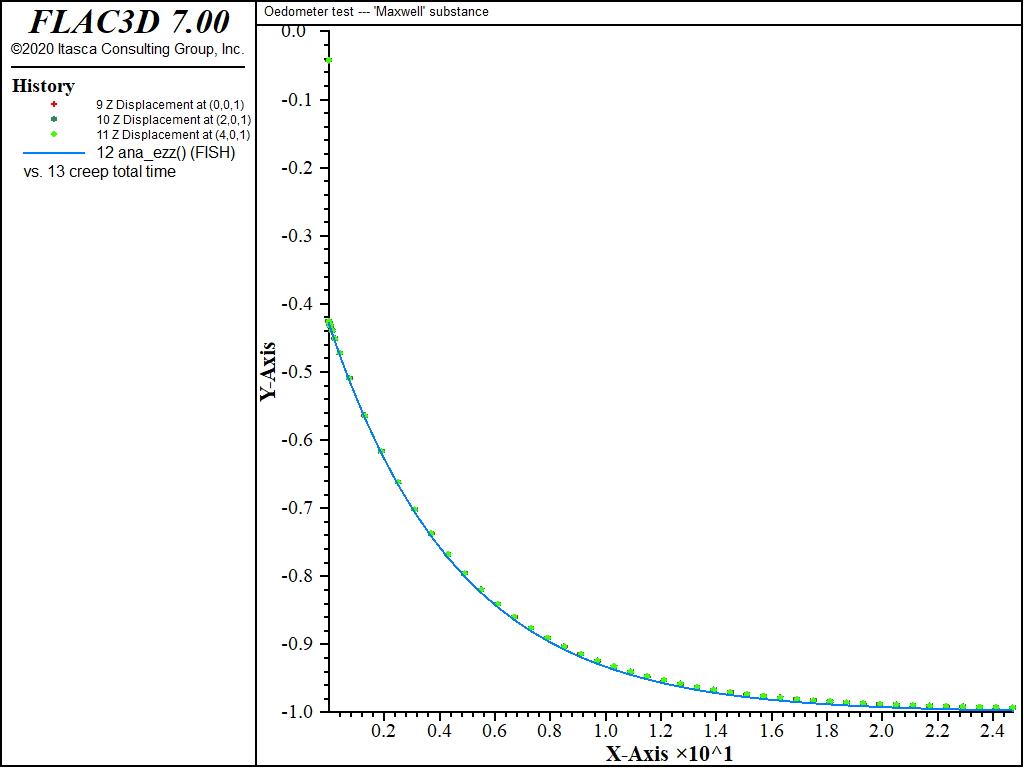 FLAC3D 7.00
©2020 Itasca Consulting Group, Inc.
History
9 Z Displacement at (0,0,1)
10 Z Displacement at (2,0,1)
11 Z Displacement at (4,0,1)
12 ana_ezz() (FISH)
vs. 13 creep total time
Oedometer test --- 'Maxwell' substance
0.0
-0.1
-0.2
-0.3
-0.4
-0.5
-0.6
-0.7
-0.8
-0.9
-1.0
Y-Axis
0.2 0.4 0.6 0.8 1.0 1.2 1.4 1.6 1.8 2.0 2.2 2.4
X-Axis ×10^1